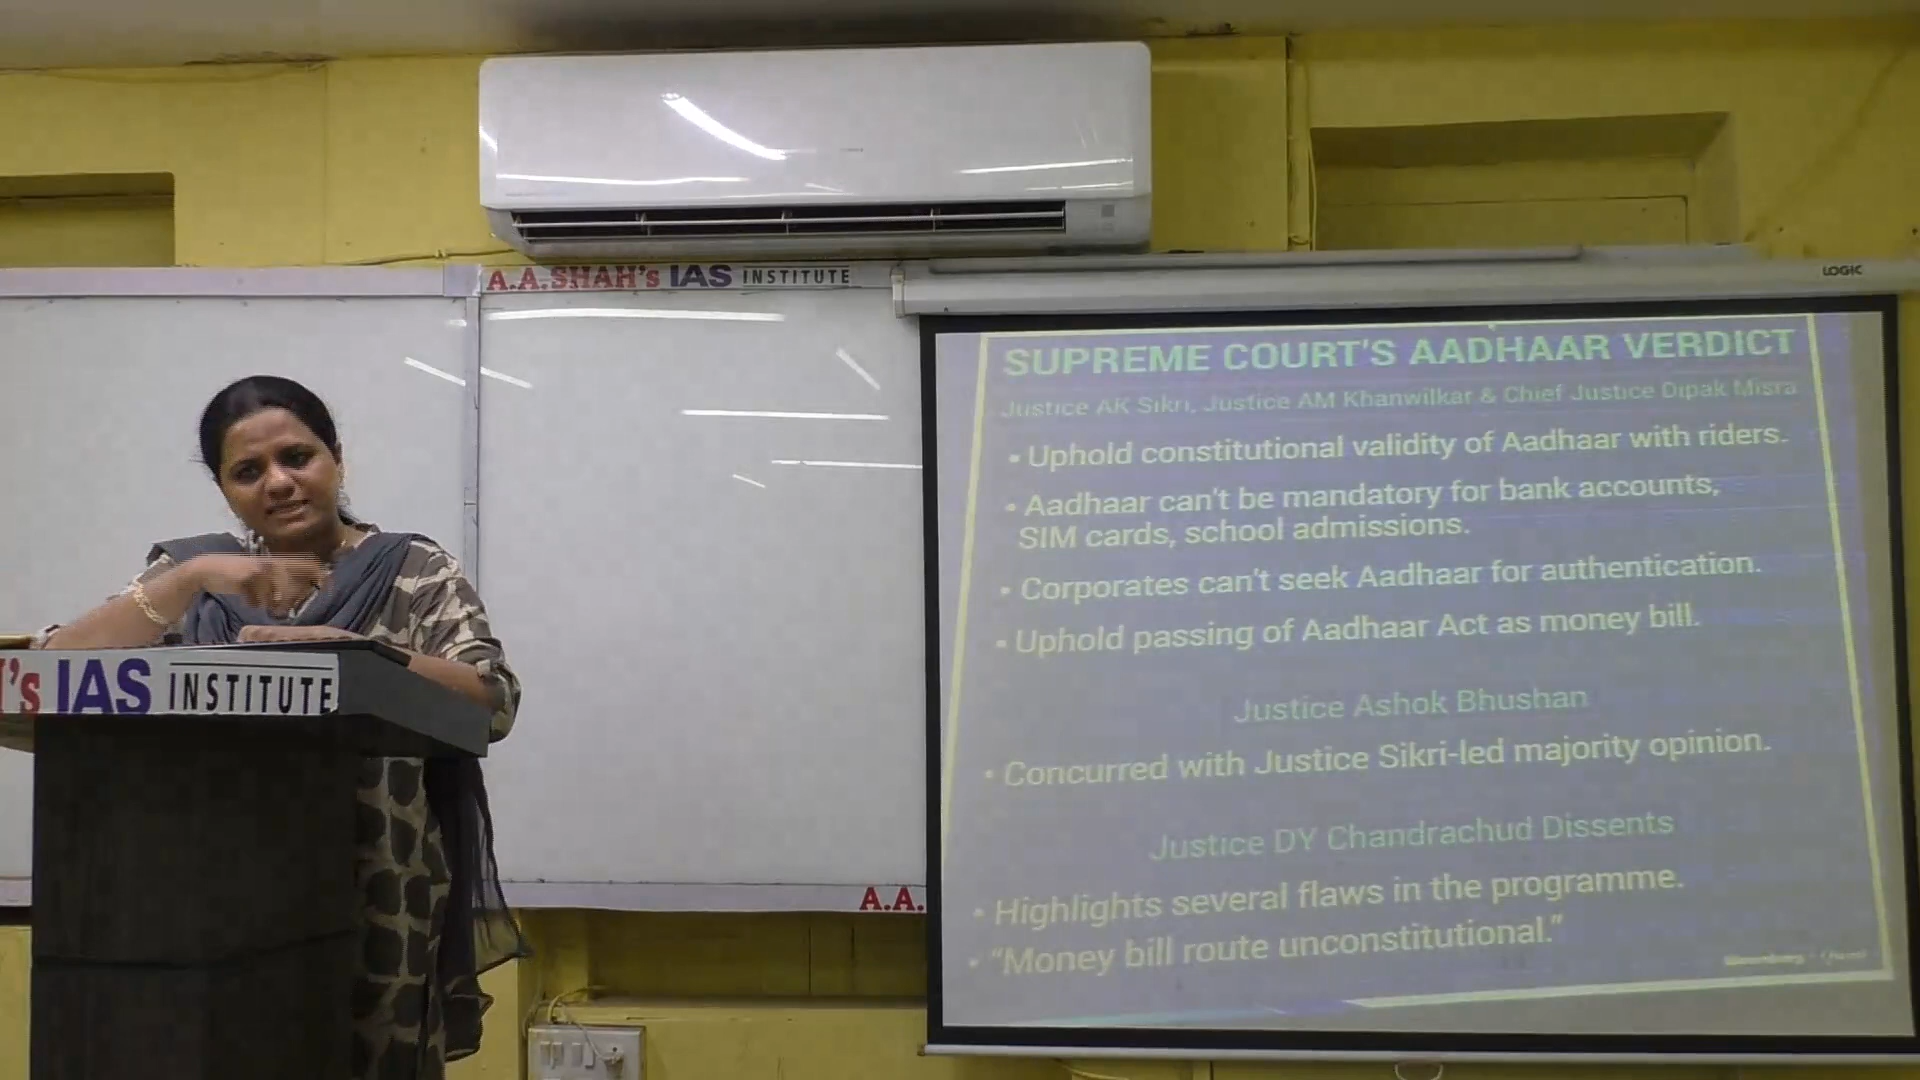 A.A.SHAH'S IAS INSTITUTE
LOGIC
SUPREME COURT'S AADHAAR VERDICT
Justice AK Sikri, Justice AM Khanwilkar & Chief Justice Dipak Misra
• Uphold constitutional validity of Aadhaar with riders.
• Aadhaar can't be mandatory for bank accounts,
SIM cards, school admissions.
• Corporates can't seek Aadhaar for authentication.
• Uphold passing of Aadhaar Act as money bill.
Justice Ashok Bhushan
• Concurred with Justice Sikri-led majority opinion.
Justice DY Chandrachud Dissents
• Highlights several flaws in the programme.
• "Money bill route unconstitutional."
'S IAS INSTITUTE
A.A.